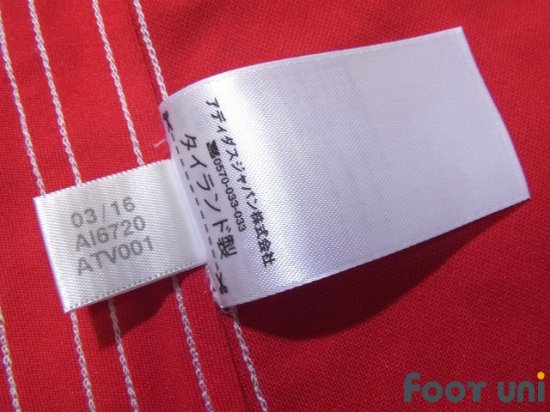 03/16
AI6720
ATV001
アディダスジャパン株式会社
☎0570-033-033
タイランド製
FOOT UNI